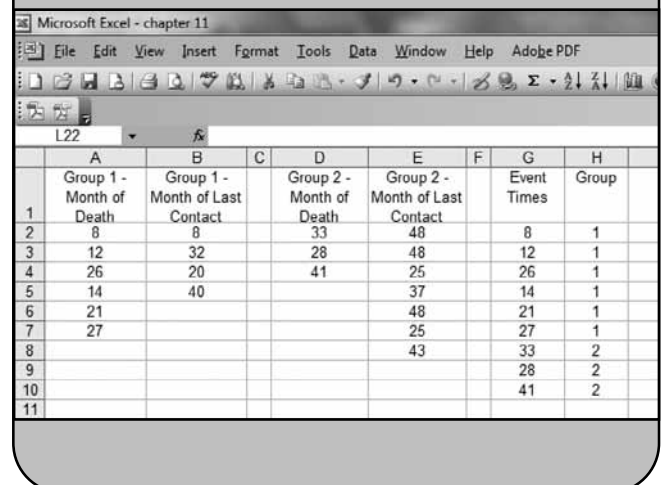 Microsoft Excel - chapter 11
File Edit View Insert Format Tools Data Window Help Adobe PDF
L22 fx
A B C D E F G H
1 Group 1 - Month of Death Group 1 - Month of Last Contact Group 2 - Month of Death Group 2 - Month of Last Contact Event Times Group
2 8 8 33 48 8 1
3 12 32 28 48 12 1
4 26 20 41 25 26 1
5 14 40 37 14 1
6 21 48 21 1
7 27 25 27 1
8 43 33 2
9 28 2
10 41 2
11